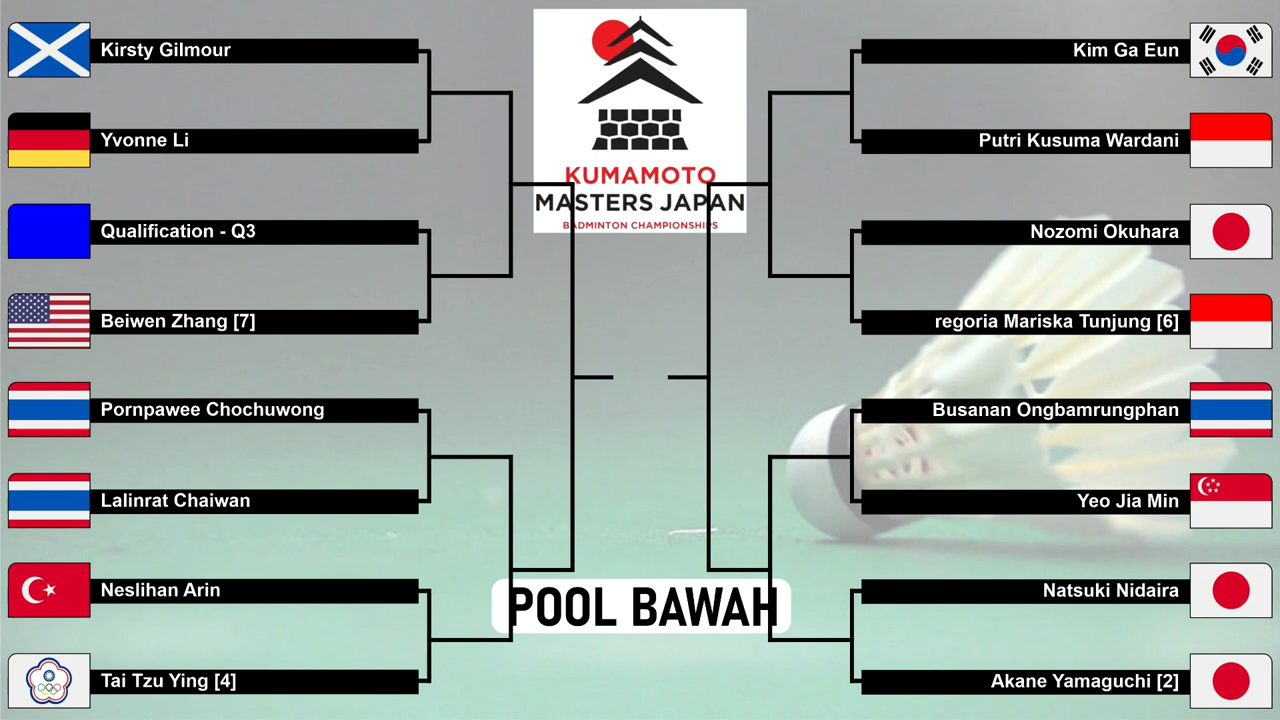 Kirsty Gilmour
Yvonne Li
Qualification - Q3
Beiwen Zhang [7]
Pornpawee Chochuwong
Lalinrat Chaiwan
Neslihan Arin
Tai Tzu Ying [4]
KUMAMOTO
MASTERS JAPAN
BADMINTON CHAMPIONSHIPS
POOL BAWAH
Kim Ga Eun
Putri Kusuma Wardani
Nozomi Okuhara
regoria Mariska Tunjung [6]
Busanan Ongbamrungphan
Yeo Jia Min
Natsuki Nidaira
Akane Yamaguchi [2]